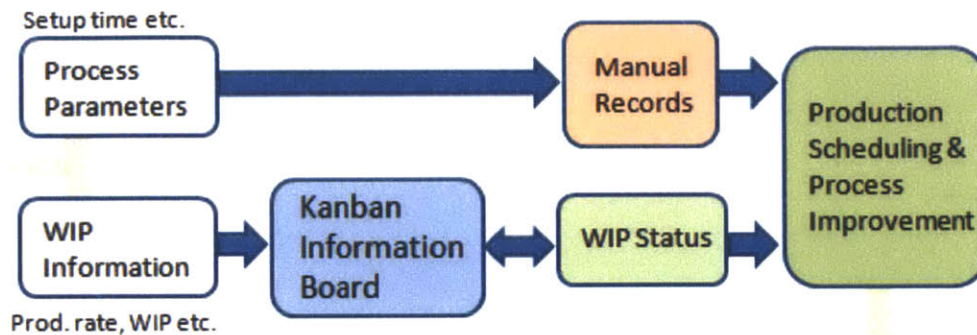 Setup time etc.
Process
Parameters
Manual
Records
Production
Scheduling &
Process
Improvement
WIP
Information
Kanban
Information
Board
WIP Status
Prod. rate, WIP etc.